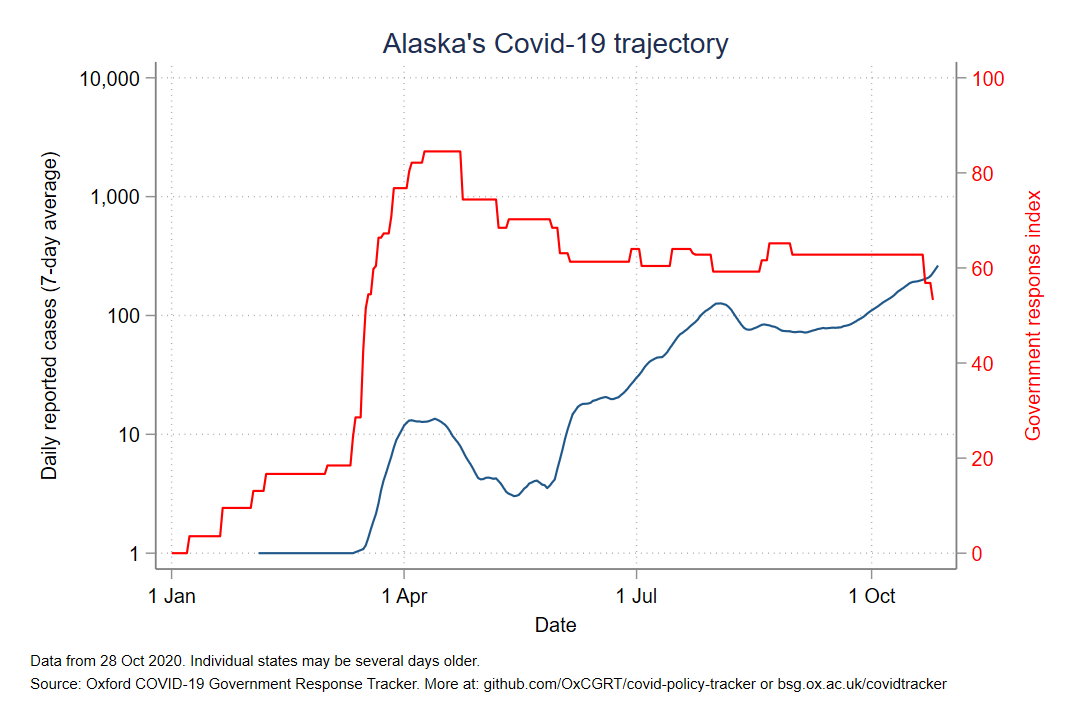 Alaska's Covid-19 trajectory
10,000
1,000
100
10
1
Daily reported cases (7-day average)
100
80
60
40
20
0
Government response index
1 Jan
1 Apr
1 Jul
1 Oct
Date
Data from 28 Oct 2020. Individual states may be several days older.
Source: Oxford COVID-19 Government Response Tracker. More at: github.com/OxCGRT/covid-policy-tracker or bsg.ox.ac.uk/covidtracker